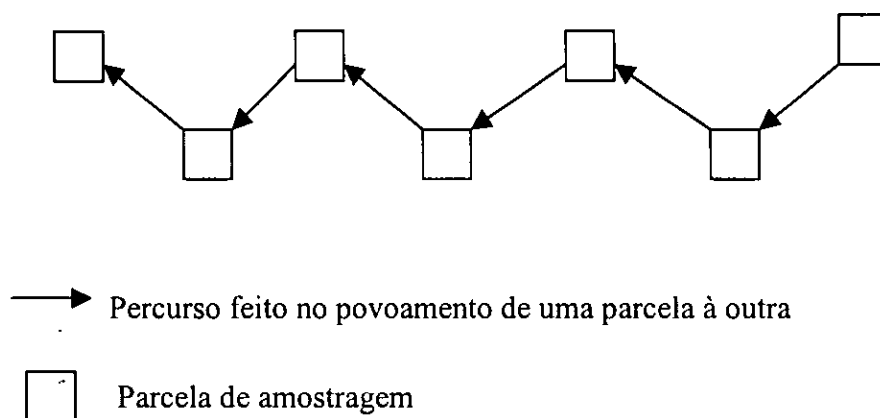 Percurso feito no povoamento de uma parcela à outra
Parcela de amostragem